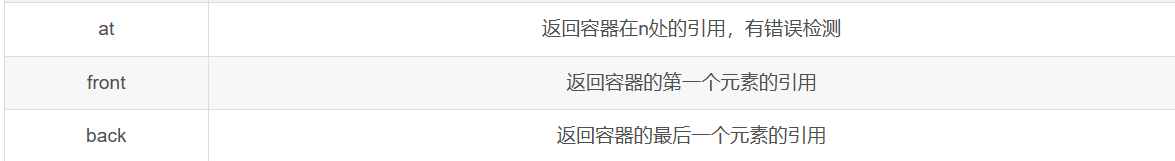 at 返回容器在n处的引用，有错误检测
front 返回容器的第一个元素的引用
back 返回容器的最后一个元素的引用